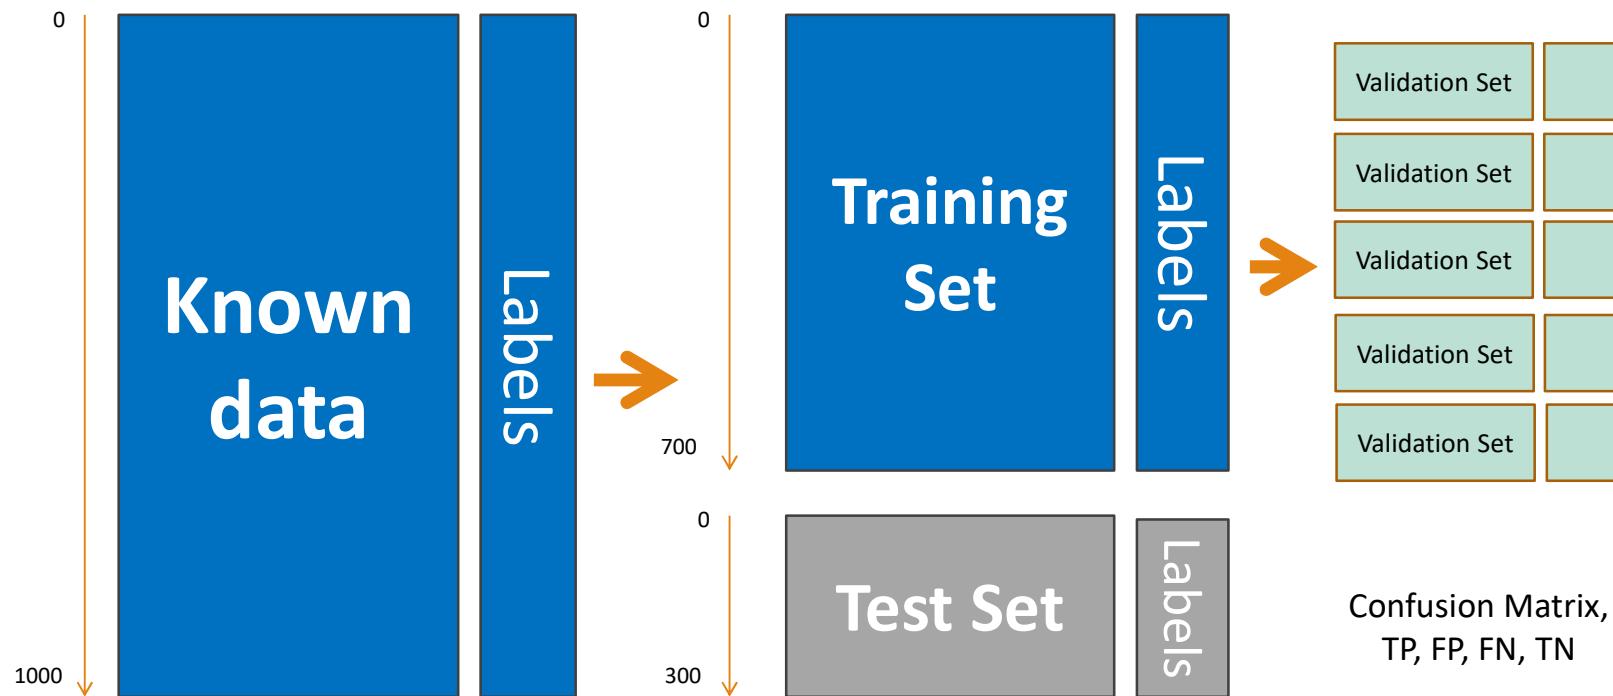 0
Known
data
Labels
1000
0
Training
Set
Labels
700
0
Test Set
Labels
300
Validation Set
Validation Set
Validation Set
Validation Set
Validation Set
Confusion Matrix,
TP, FP, FN, TN